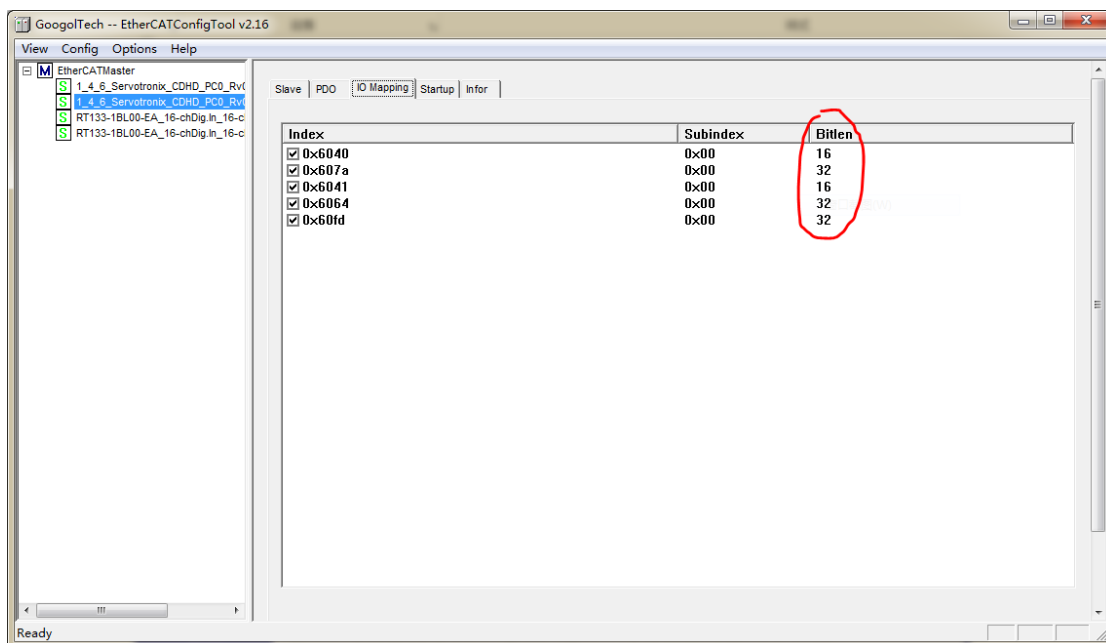 GoogolTech -- EtherCATConfigTool v2.16
View Config Options Help
EtherCATMaster
1_4_6_Servotronix_CDHD_PC0_Rv(
1_4_6_Servotronix_CDHD_PC0_Rv(
RT133-1BL00-EA_16-chDig.In_16-c
RT133-1BL00-EA_16-chDig.In_16-c
Slave PDO IO Mapping Startup Infor
Index Subindex Bitlen
0x6040 0x00 16
0x607a 0x00 32
0x6041 0x00 16
0x6064 0x00 32
0x60fd 0x00 32
Ready